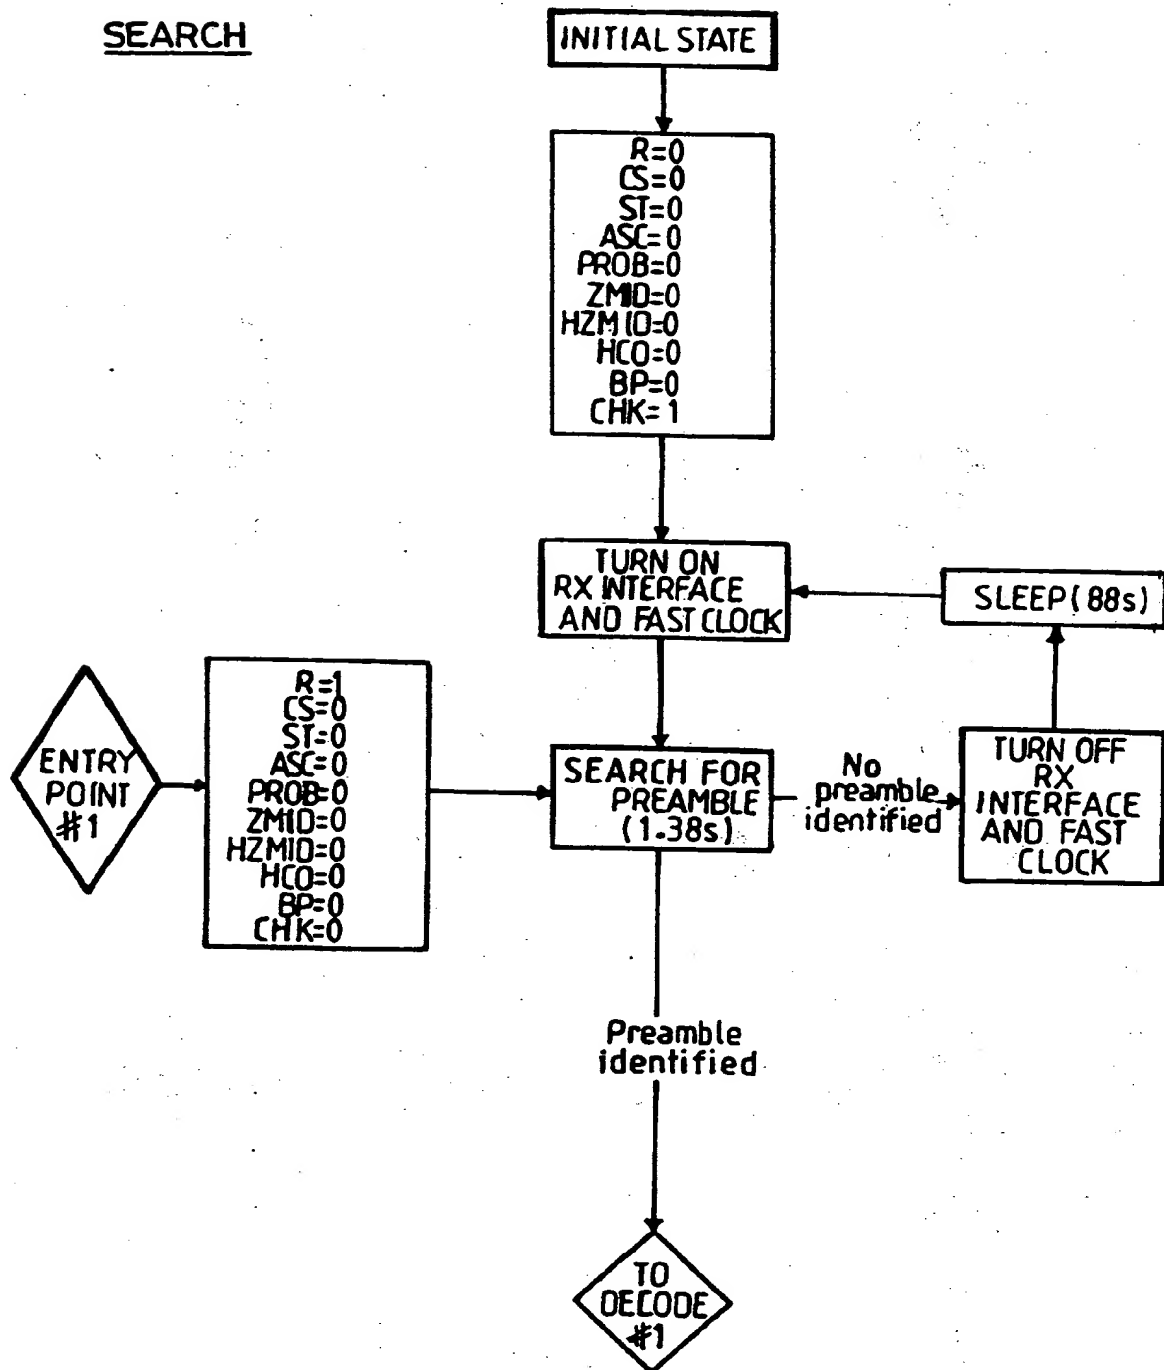 SEARCH
INITIAL STATE
R=0
CS=0
ST=0
ASC=0
PROB=0
ZMID=0
HZMID=0
HCO=0
BP=0
CHK=1
TURN ON
RX INTERFACE
AND FAST CLOCK
SLEEP (88s)
ENTRY
POINT
#1
R=1
CS=0
ST=0
ASC=0
PROB=0
ZMID=0
HZMID=0
HCO=0
BP=0
CHK=0
SEARCH FOR
PREAMBLE
(1.38s)
No
preamble
identified
TURN OFF
RX
INTERFACE
AND FAST
CLOCK
Preamble
identified
TO
DECODE
#1